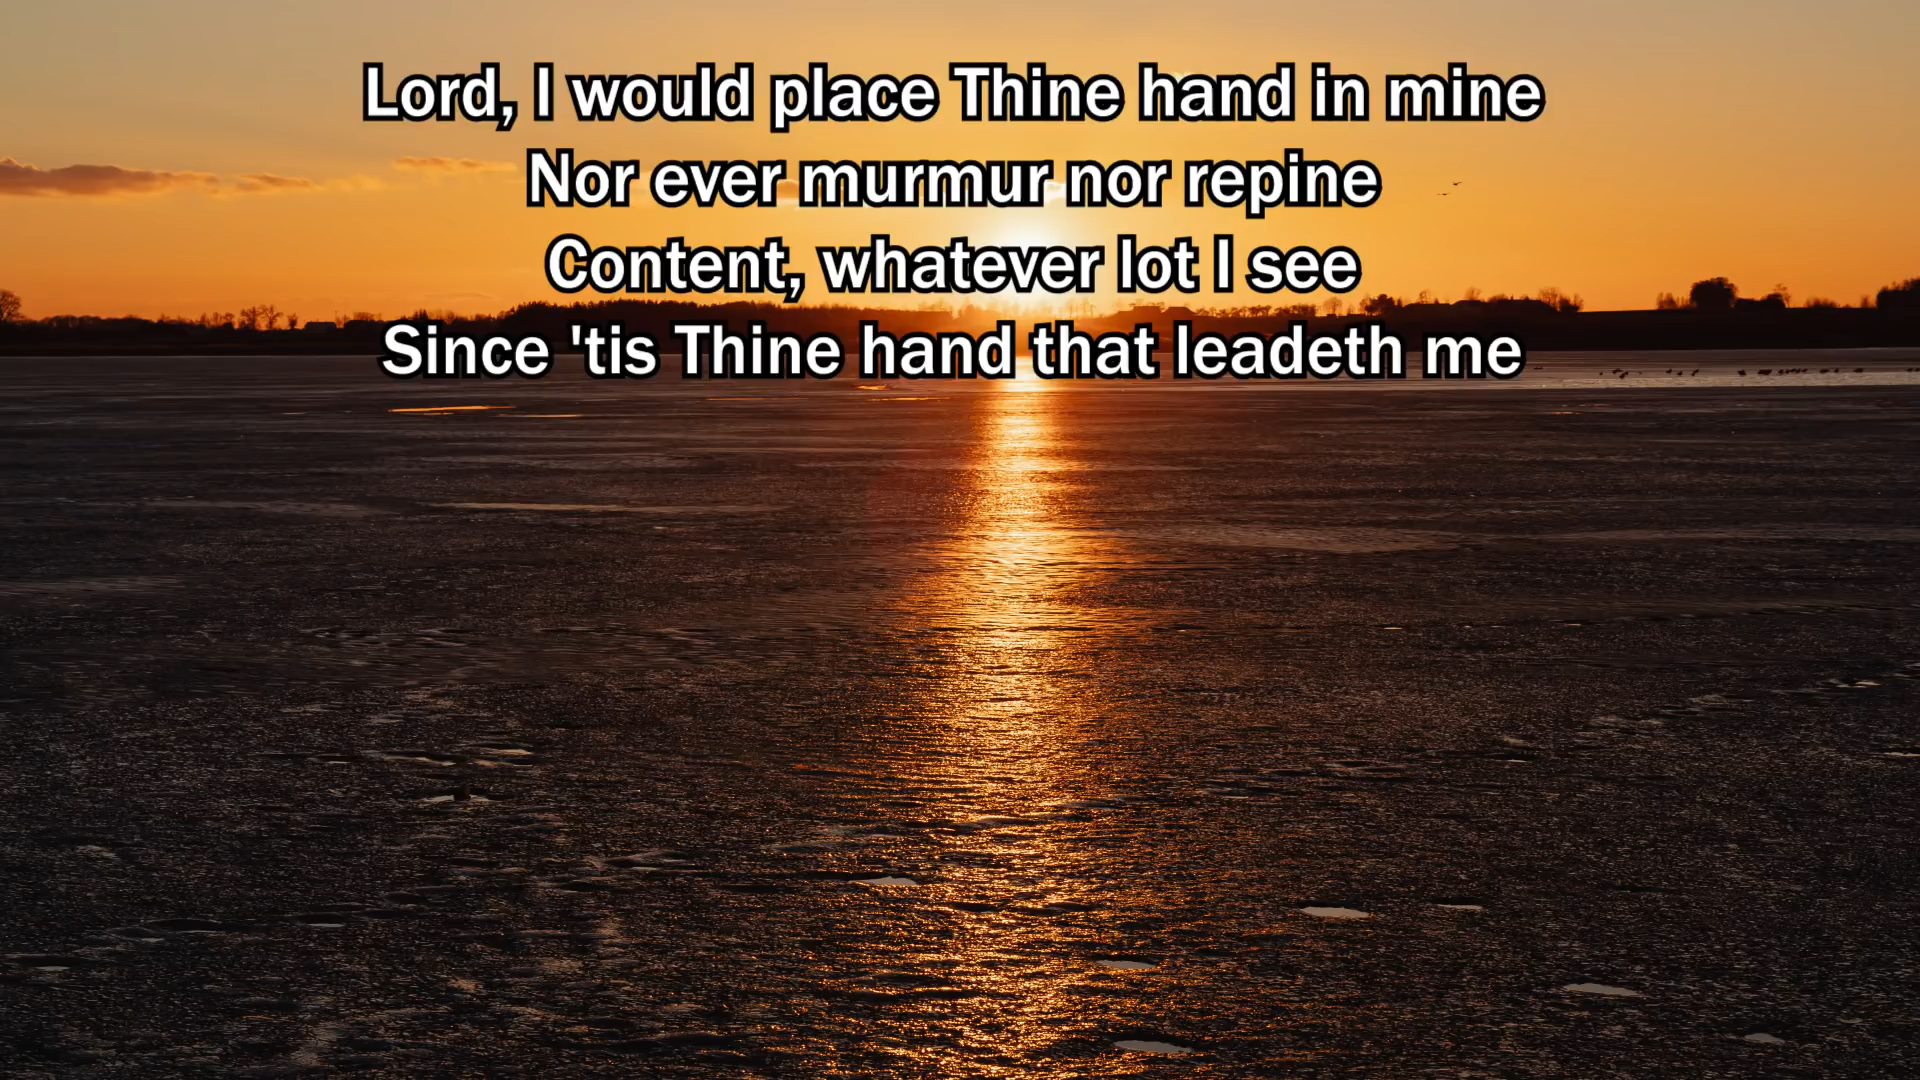 Lord, I would place Thine hand in mine
Nor ever murmur nor repine
Content, whatever lot I see
Since 'tis Thine hand that leadeth me